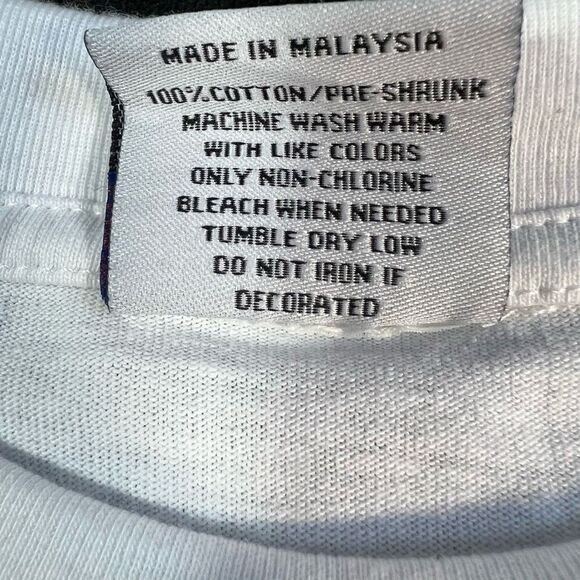 MADE IN MALAYSIA
100% COTTON/PRE-SHRUNK
MACHINE WASH WARM
WITH LIKE COLORS
ONLY NON-CHLORINE
BLEACH WHEN NEEDED
TUMBLE DRY LOW
DO NOT IRON IF
DECORATED